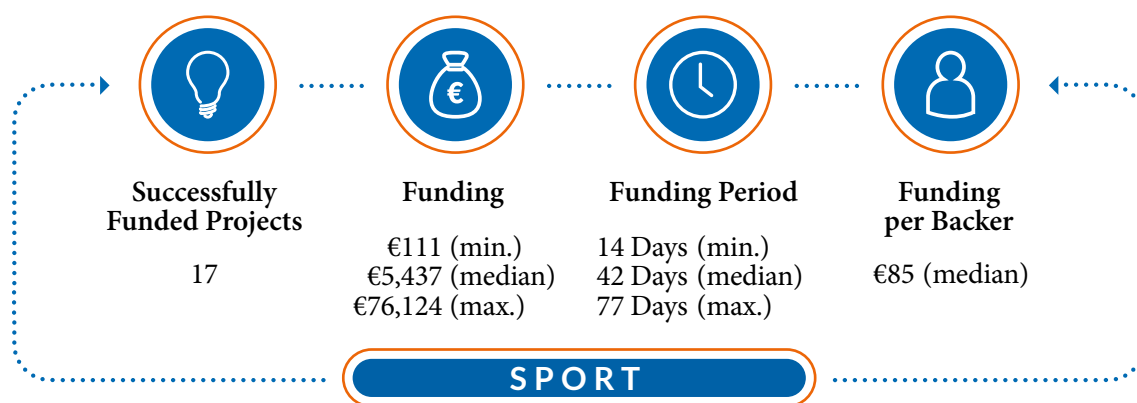 €
Successfully
Funded Projects
17
Funding
€111 (min.)
€5,437 (median)
€76,124 (max.)
Funding Period
14 Days (min.)
42 Days (median)
77 Days (max.)
Funding
per Backer
€85 (median)
SPORT